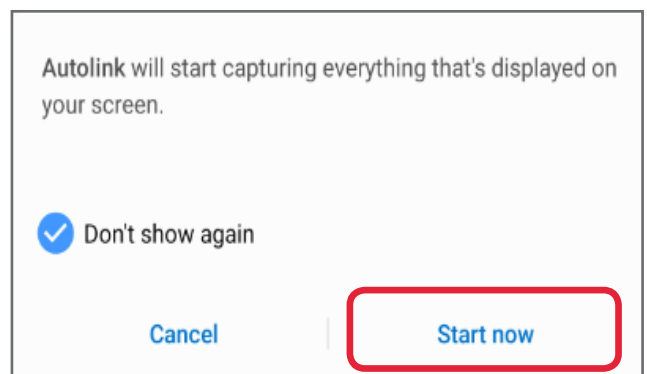 Autolink will start capturing everything that's displayed on
your screen.
Don't show again
Cancel
Start now